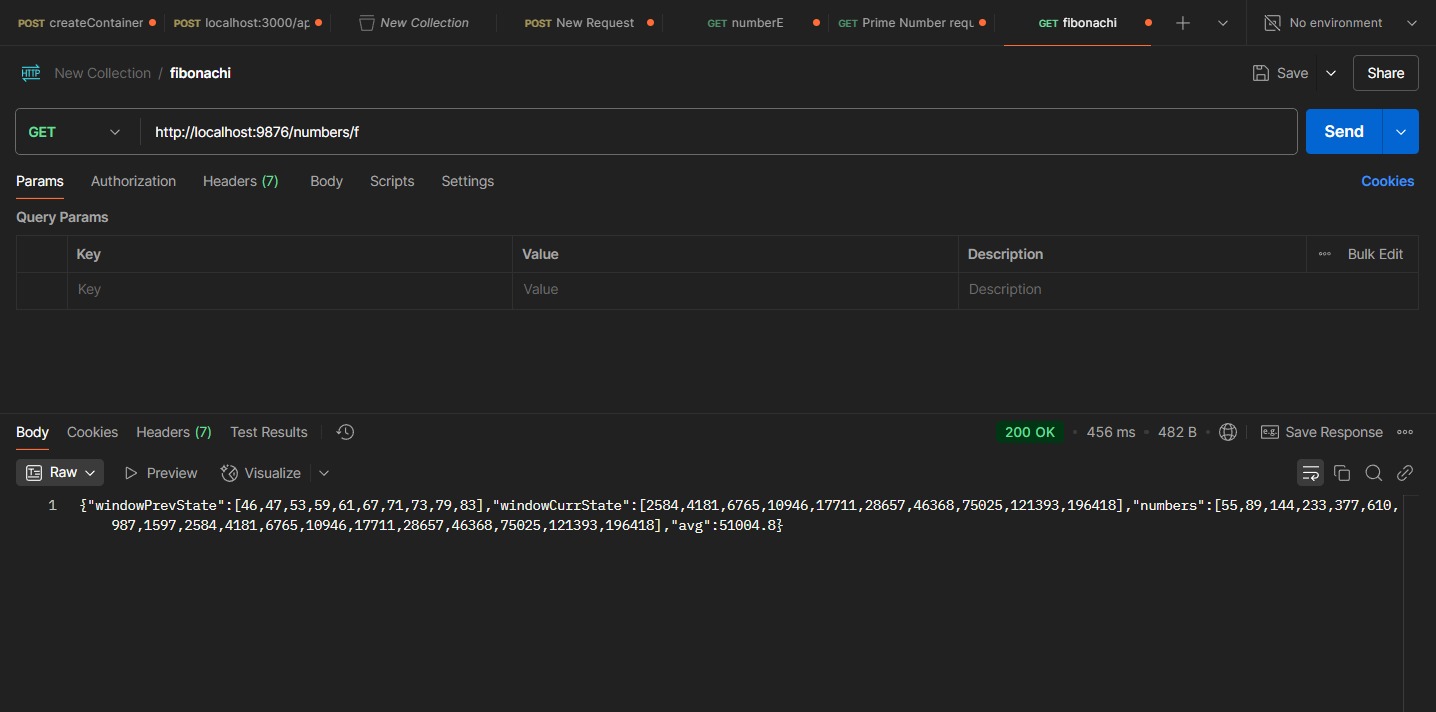 POST createContainer POST localhost:3000/ap New Collection POST New Request GET numberE GET Prime Number requ GET fibonachi No environment
HTTP New Collection / fibonachi Save Share
GET http://localhost:9876/numbers/f Send
Params Authorization Headers (7) Body Scripts Settings Cookies
Query Params
Key Value Description Bulk Edit
Key Value Description
Body Cookies Headers (7) Test Results 200 OK • 456 ms • 482 B • e.g. Save Response
Raw Preview Visualize
1 {"windowPrevState":[46,47,53,59,61,67,71,73,79,83],"windowCurrState":[2584,4181,6765,10946,17711,28657,46368,75025,121393,196418],"numbers":[55,89,144,233,377,610,
987,1597,2584,4181,6765,10946,17711,28657,46368,75025,121393,196418],"avg":51004.8}